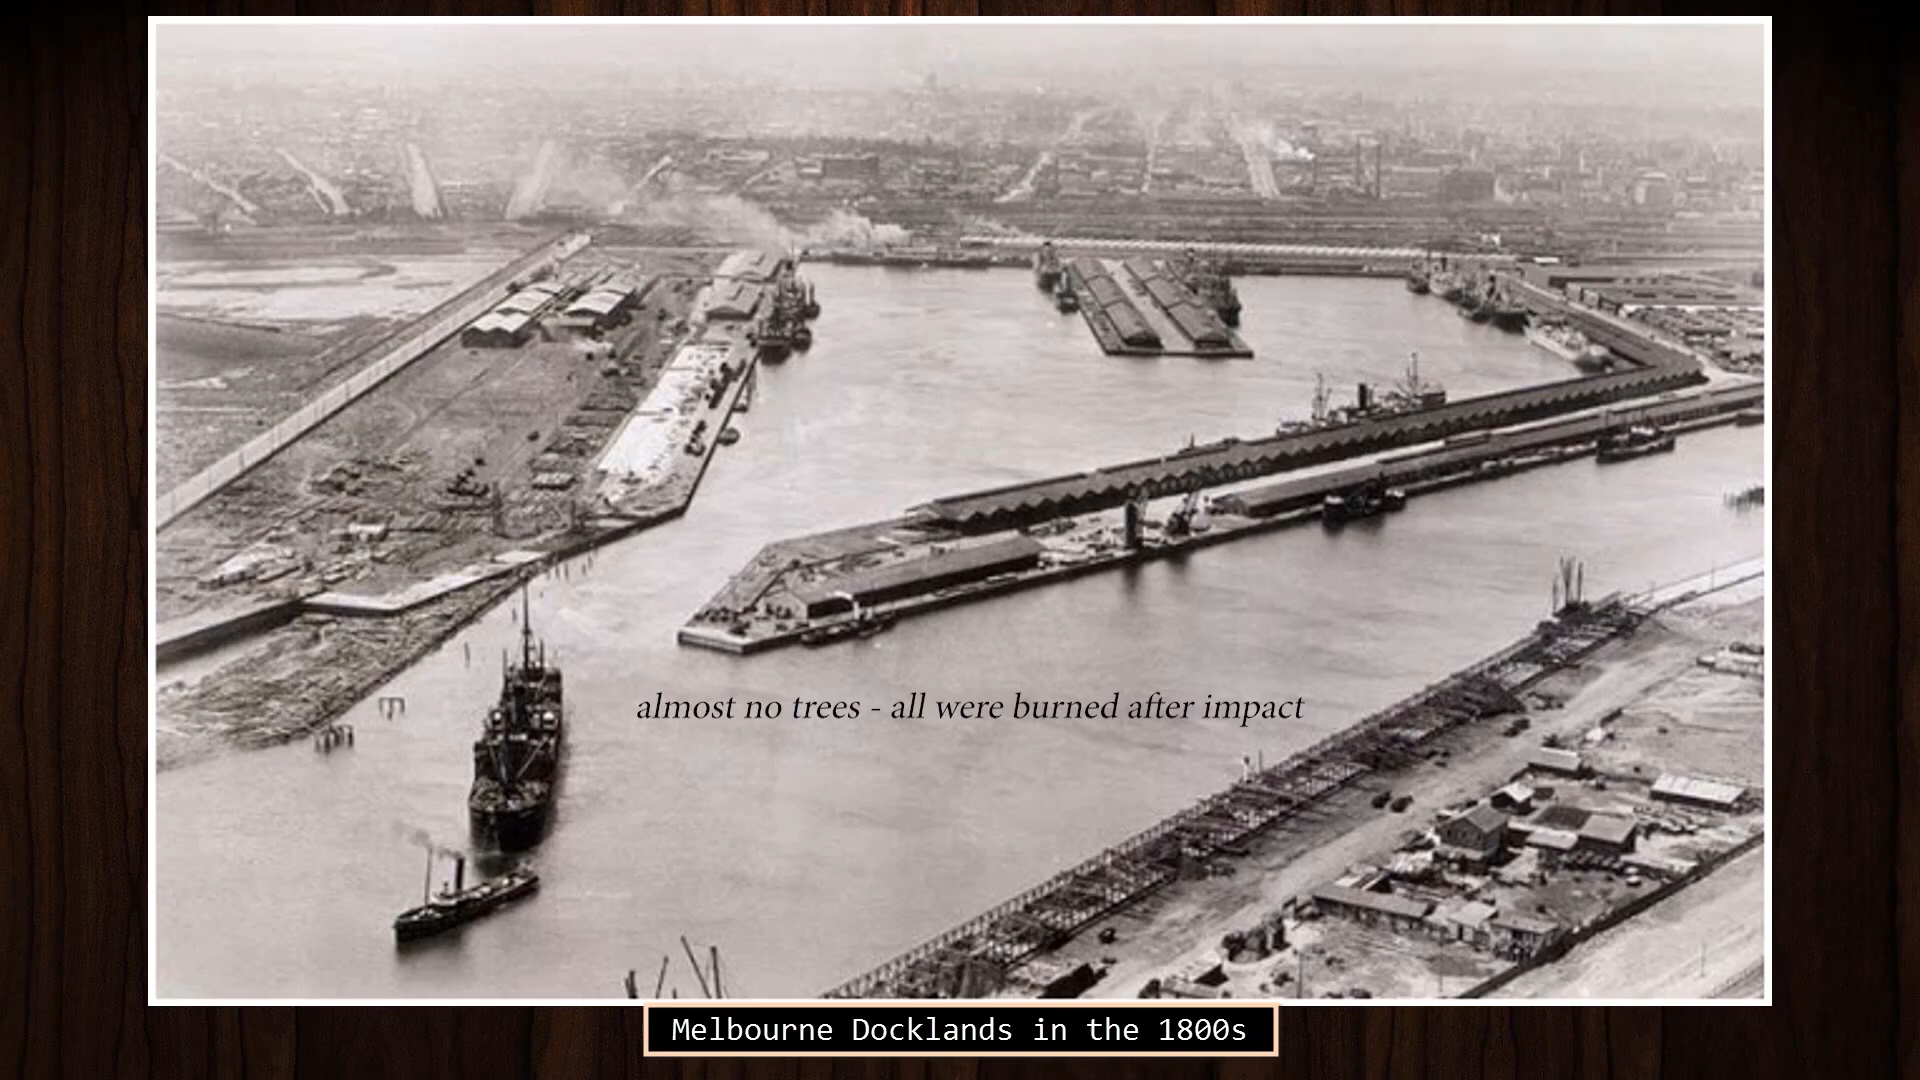 almost no trees - all were burned after impact
Melbourne Docklands in the 1800s